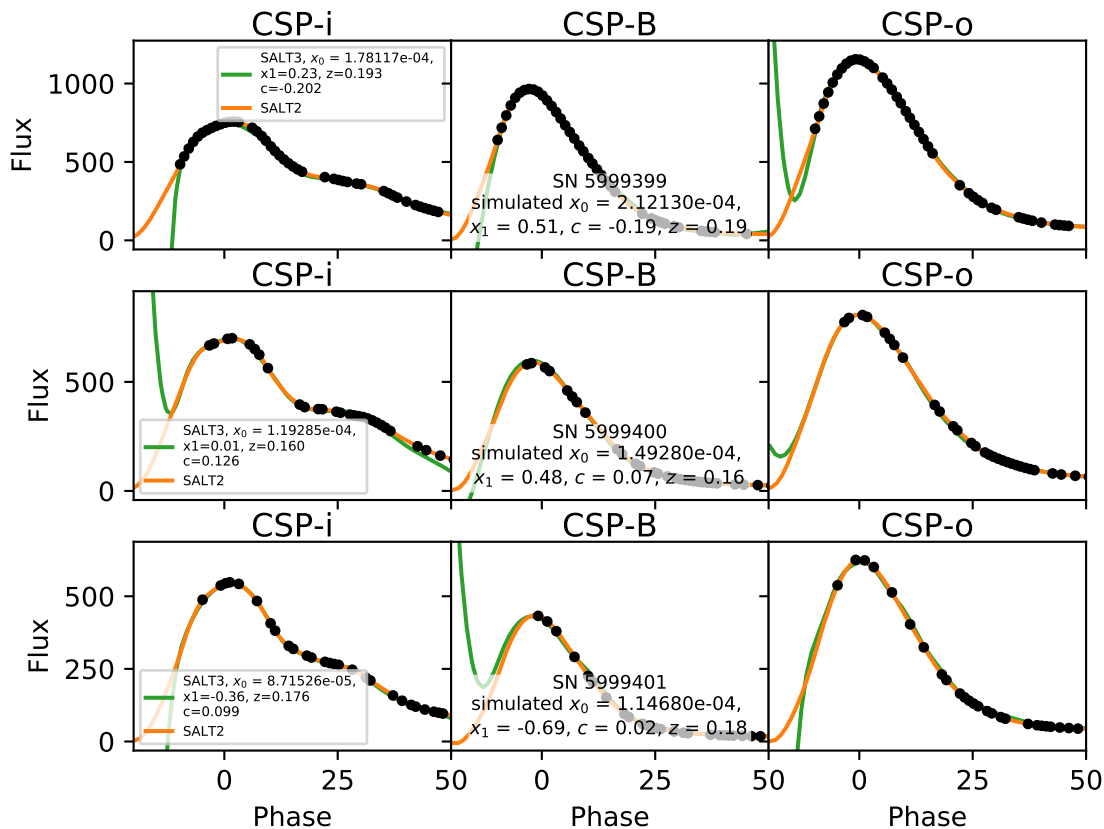 CSP-i CSP-B CSP-o
Flux
1000
500
0
SALT3, x₀ = 1.78117e-04,
x1=0.23, z=0.193
c=-0.202
SALT2
SN 5999399
simulated x₀ = 2.12130e-04,
x₁ = 0.51, c = -0.19, z = 0.19
CSP-i CSP-B CSP-o
Flux
500
0
SALT3, x₀ = 1.19285e-04,
x1=0.01, z=0.160
c=0.126
SALT2
SN 5999400
simulated x₀ = 1.49280e-04,
x₁ = 0.48, c = 0.07, z = 0.16
CSP-i CSP-B CSP-o
Flux
500
250
0
SALT3, x₀ = 8.71526e-05,
x1=-0.36, z=0.176
c=0.099
SALT2
SN 5999401
simulated x₀ = 1.14680e-04,
x₁ = -0.69, c = 0.02, z = 0.18
0 25 50 0 25 50 0 25 50
Phase Phase Phase